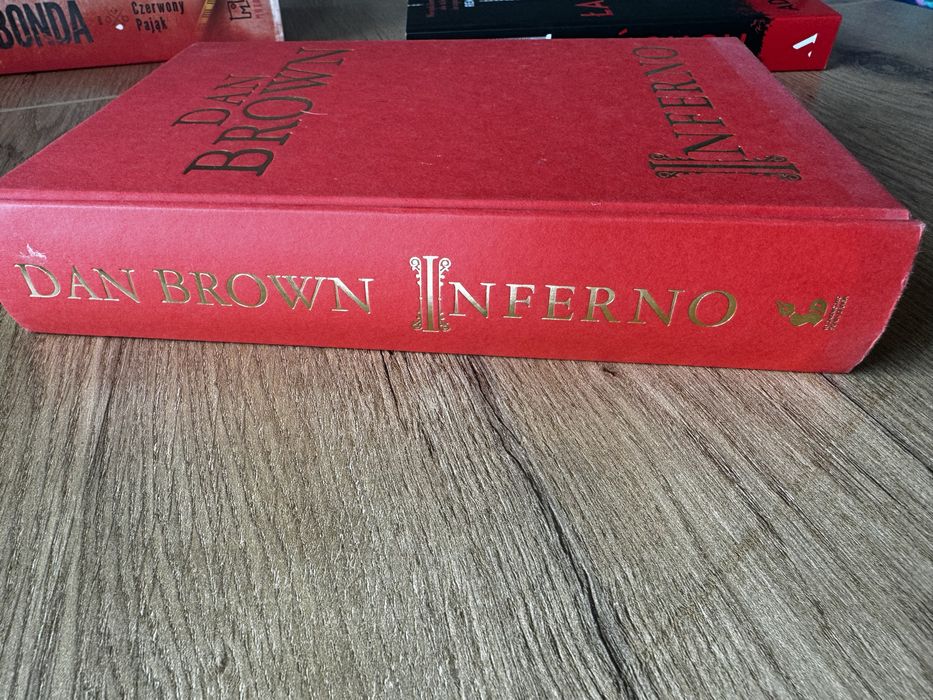 BONDA
Czerwony
Pająk
DAN
BROWN
INFERNO
DAN BROWN INFERNO